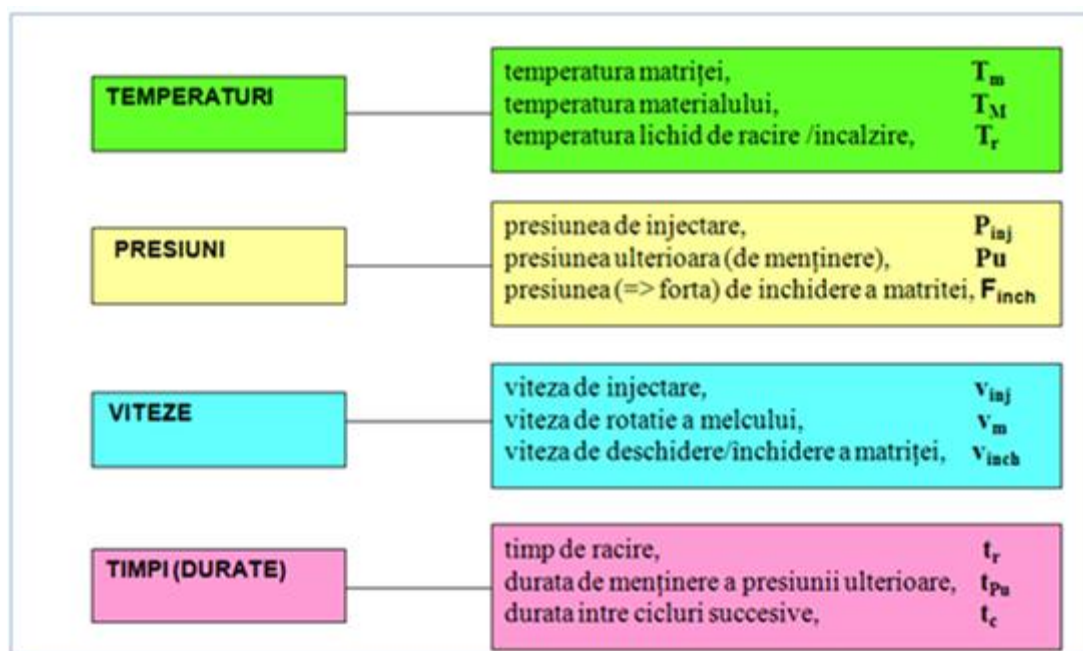 TEMPERATURI
temperatura matriței, Tm
temperatura materialului, TM
temperatura lichid de racire /incalzire, Tr
PRESIUNI
presiunea de injectare, Pinj
presiunea ulterioara (de menținere), Pu
presiunea (=> forta) de inchidere a matritei, Finch
VITEZE
viteza de injectare, vinj
viteza de rotatie a melcului, vm
viteza de deschidere/închidere a matriței, vinch
TIMPI (DURATE)
timp de racire, tr
durata de menținere a presiunii ulterioare, tPu
durata intre cicluri succesive, tc